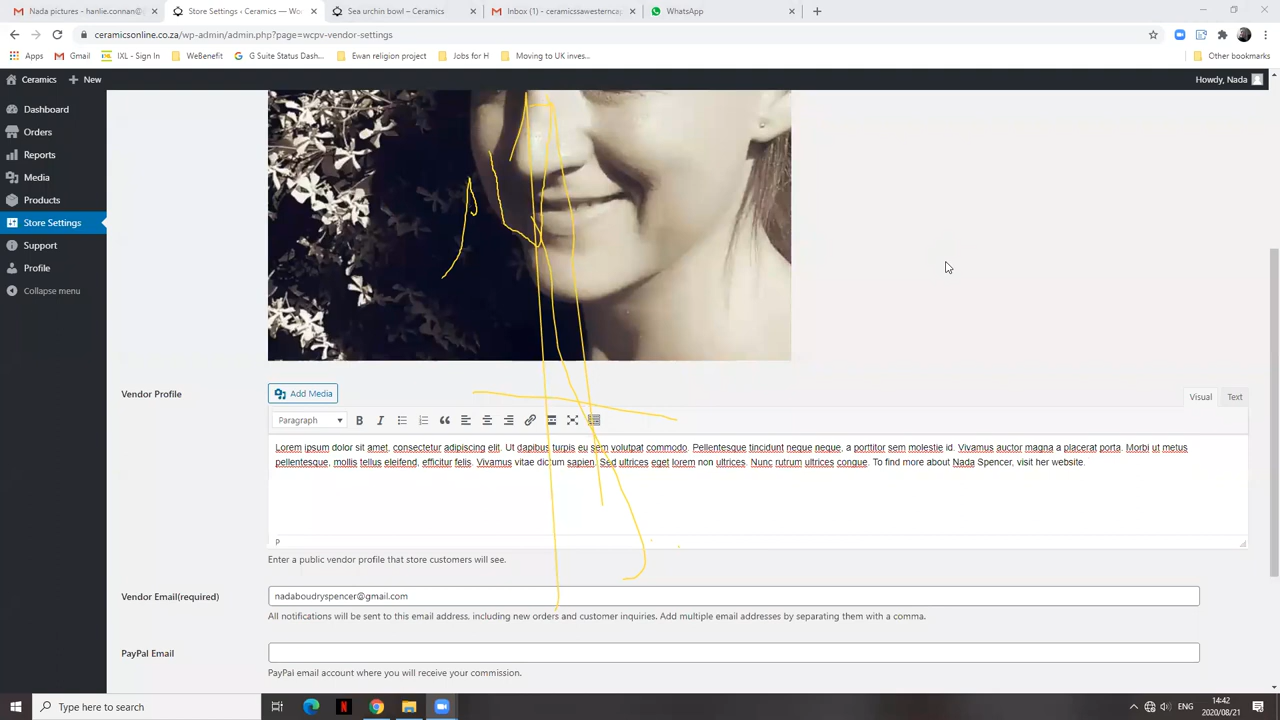 Nada pictures - hanlie.connan@
Store Settings ‹ Ceramics — Wo
Sea urchin bowl – Ceramics
Inbox (1) - ceramicssawesternca
WhatsApp
ceramicsonline.co.za/wp-admin/admin.php?page=wcpv-vendor-settings
Apps
Gmail
IXL - Sign In
WeBenefit
G Suite Status Dash...
Ewan religion project
Jobs for H
Moving to UK inves...
Other bookmarks
Ceramics
New
Howdy, Nada
Dashboard
Orders
Reports
Media
Products
Store Settings
Support
Profile
Collapse menu
Vendor Profile
Add Media
Visual
Text
Paragraph
Lorem ipsum dolor sit amet, consectetur adipiscing elit. Ut dapibus turpis eu sem volutpat commodo. Pellentesque tincidunt neque neque, a porttitor sem molestie id. Vivamus auctor magna a placerat porta. Morbi ut metus
pellentesque, mollis tellus eleifend, efficitur felis. Vivamus vitae dictum sapien. Sed ultrices eget lorem non ultrices. Nunc rutrum ultrices congue. To find more about Nada Spencer, visit her website.
P
Enter a public vendor profile that store customers will see.
Vendor Email(required)
nadaboudryspencer@gmail.com
All notifications will be sent to this email address, including new orders and customer inquiries. Add multiple email addresses by separating them with a comma.
PayPal Email
PayPal email account where you will receive your commission.
Type here to search
ENG
14:42
2020/08/21